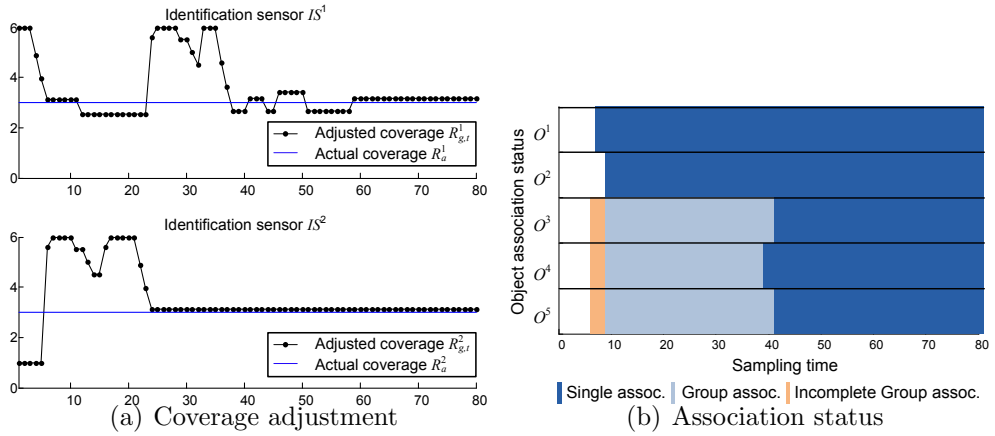 Identification sensor IS¹
6
4
2
0
10 20 30 40 50 60 70 80
Adjusted coverage R¹g,t
Actual coverage R¹a
Identification sensor IS²
6
4
2
0
10 20 30 40 50 60 70 80
Adjusted coverage R²g,t
Actual coverage R²a
(a) Coverage adjustment
Object association status
O¹
O²
O³
O⁴
O⁵
0 10 20 30 40 50 60 70 80
Sampling time
Single assoc. Group assoc. Incomplete Group assoc.
(b) Association status